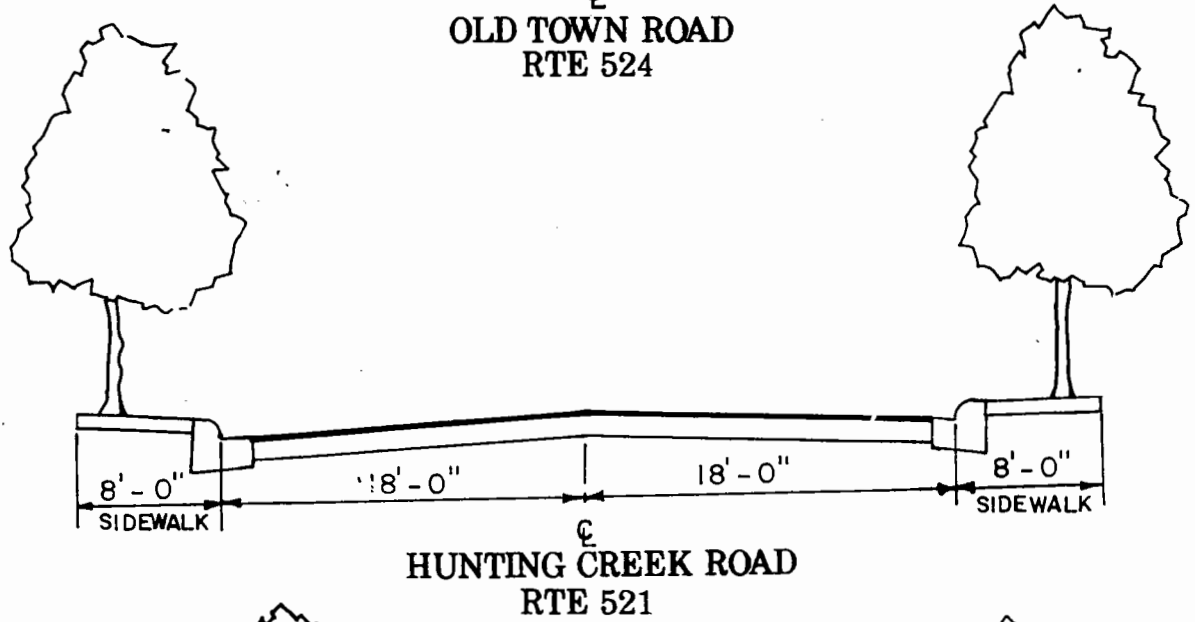 ℄
OLD TOWN ROAD
RTE 524
8'-0" 18'-0" 18'-0" 8'-0"
SIDEWALK SIDEWALK
℄
HUNTING CREEK ROAD
RTE 521